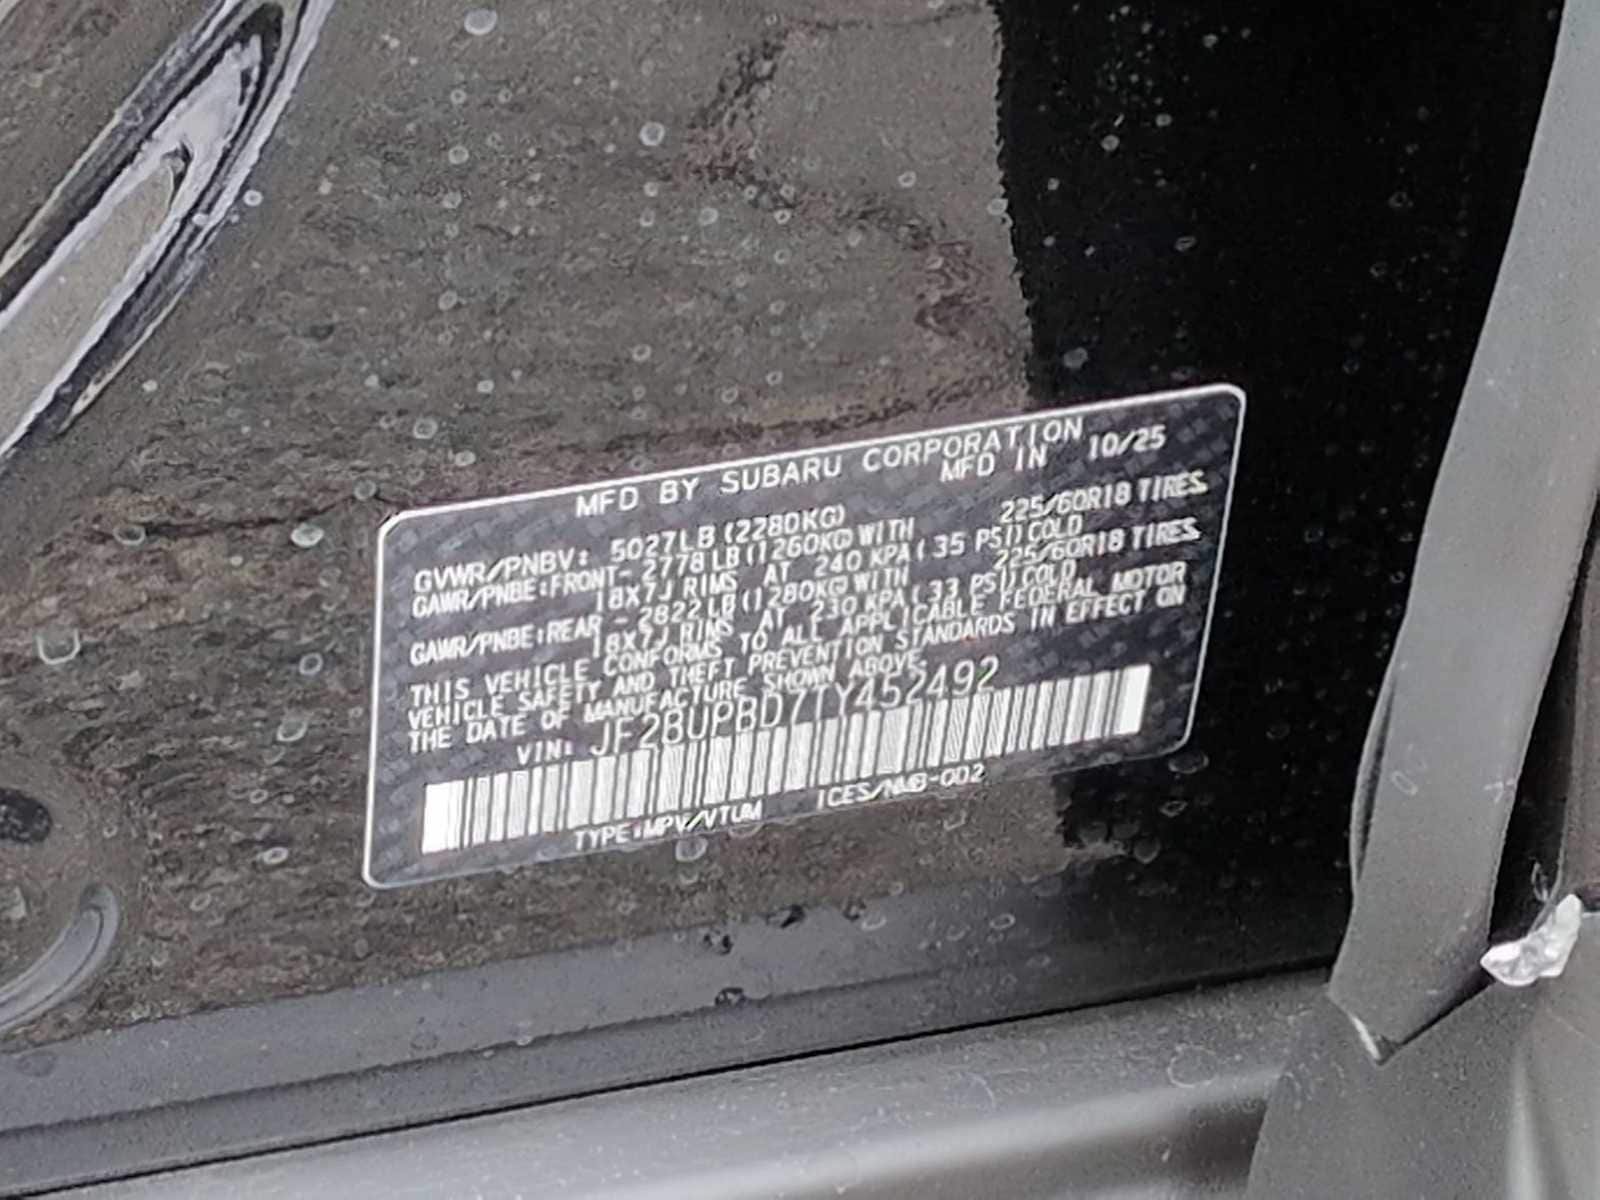 MFD BY SUBARU CORPORATION
MFD IN 10/25
GVWR/PNBV: 5027LB(2280KG)
GAWR/PNBE:FRONT- 2778LB(1260KG)WITH 225/60R18 TIRES.
18X7J RIMS AT 240 KPA( 35 PSI)COLD
GAWR/PNBE:REAR - 2822LB(1280KG)WITH 225/60R18 TIRES.
18X7J RIMS AT 230 KPA( 33 PSI)COLD
THIS VEHICLE CONFORMS TO ALL APPLICABLE FEDERAL MOTOR
VEHICLE SAFETY AND THEFT PREVENTION STANDARDS IN EFFECT ON
THE DATE OF MANUFACTURE SHOWN ABOVE.
VIN: JF2BUPBD7TY452492
TYPE:MPV/VTUM ICES/NMB-002